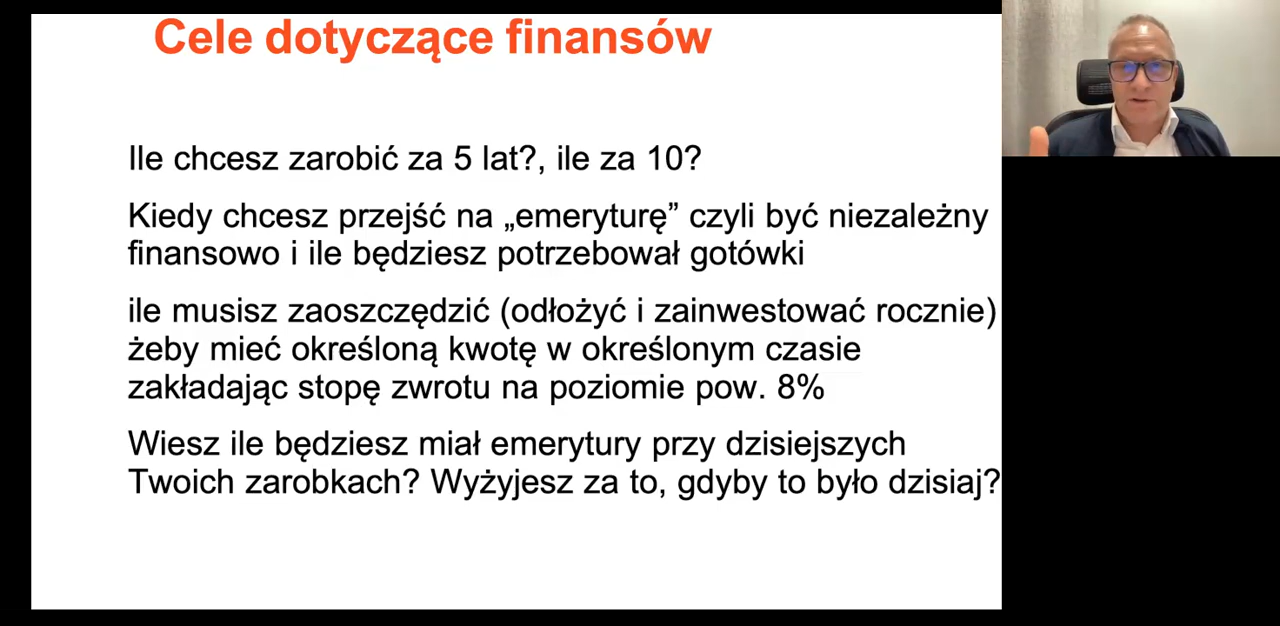 Cele dotyczące finansów
Ile chcesz zarobić za 5 lat?, ile za 10?
Kiedy chcesz przejść na „emeryturę” czyli być niezależny
finansowo i ile będziesz potrzebował gotówki
ile musisz zaoszczędzić (odłożyć i zainwestować rocznie)
żeby mieć określoną kwotę w określonym czasie
zakładając stopę zwrotu na poziomie pow. 8%
Wiesz ile będziesz miał emerytury przy dzisiejszych
Twoich zarobkach? Wyżyjesz za to, gdyby to było dzisiaj?